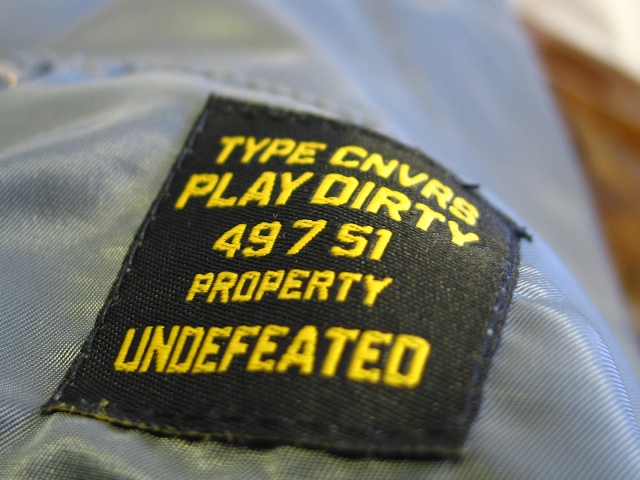 TYPE CNVRS
PLAY DIRTY
49 7 51
PROPERTY
UNDEFEATED